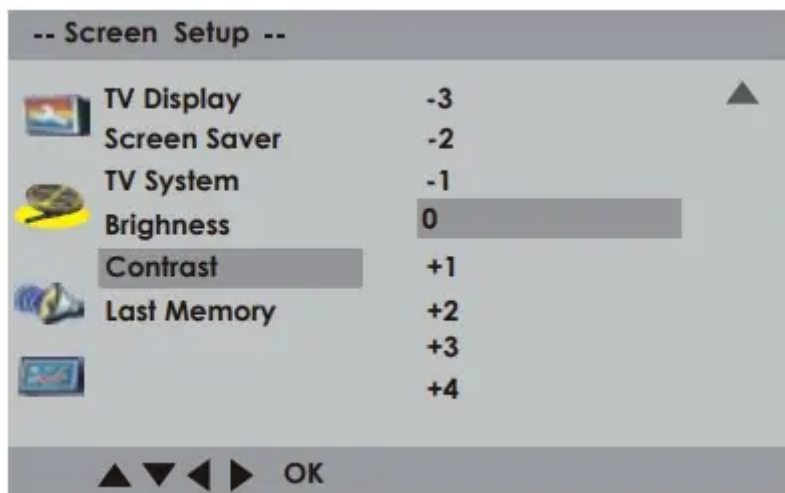 -- Screen Setup --
TV Display -3
Screen Saver -2
TV System -1
Brighness 0
Contrast +1
Last Memory +2
+3
+4
OK